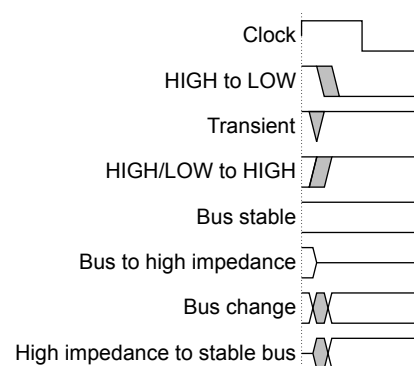 Clock
HIGH to LOW
Transient
HIGH/LOW to HIGH
Bus stable
Bus to high impedance
Bus change
High impedance to stable bus